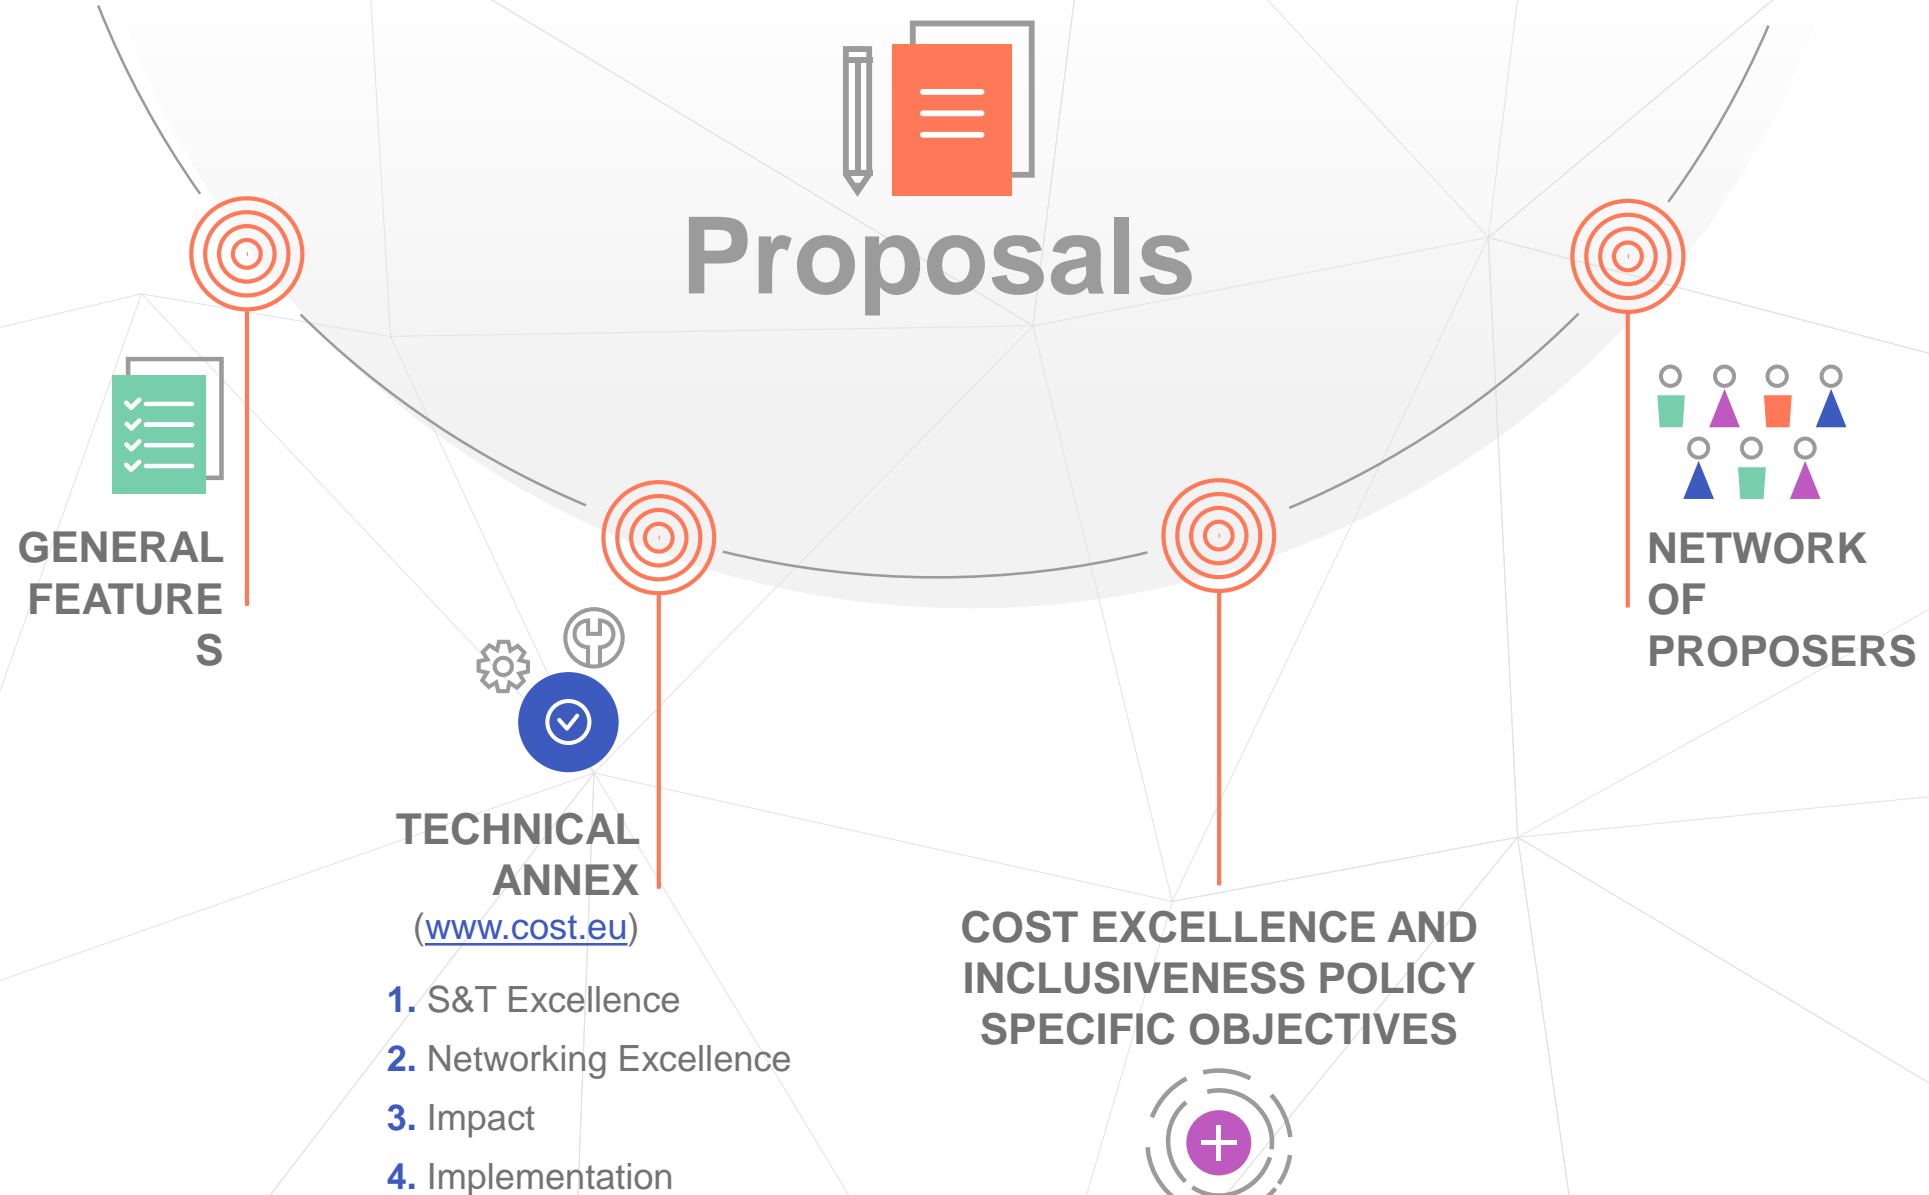 Proposals
GENERAL
FEATURE
S
TECHNICAL
ANNEX
(www.cost.eu)
1. S&T Excellence
2. Networking Excellence
3. Impact
4. Implementation
COST EXCELLENCE AND
INCLUSIVENESS POLICY
SPECIFIC OBJECTIVES
NETWORK
OF
PROPOSERS